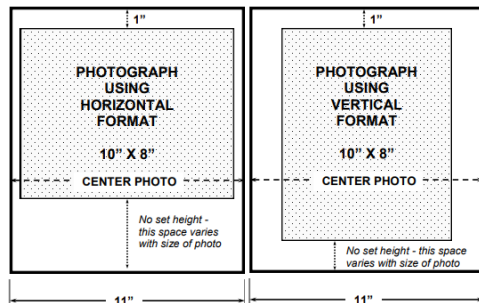 1”
PHOTOGRAPH
USING
HORIZONTAL
FORMAT
10” X 8”
CENTER PHOTO
No set height -
this space varies
with size of photo
11”
1”
PHOTOGRAPH
USING
VERTICAL
FORMAT
10” X 8”
CENTER PHOTO
No set height - this space
varies with size of photo
11”